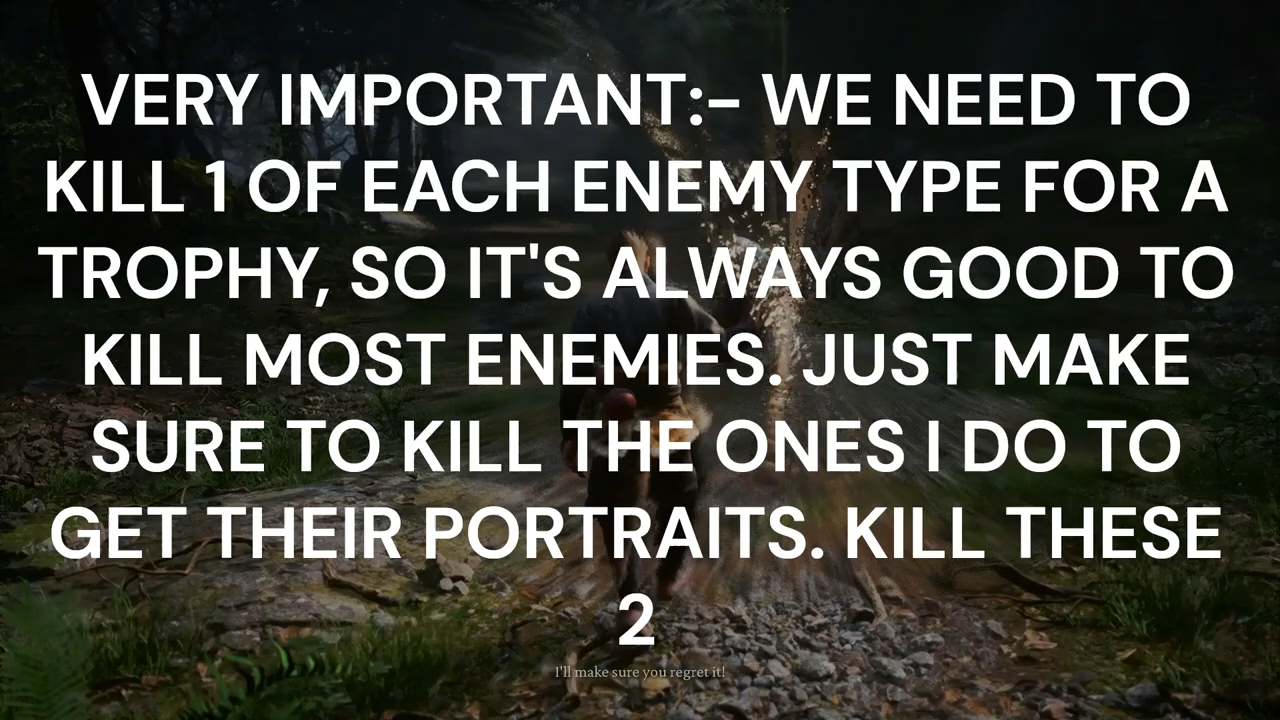 VERY IMPORTANT:- WE NEED TO
KILL 1 OF EACH ENEMY TYPE FOR A
TROPHY, SO IT'S ALWAYS GOOD TO
KILL MOST ENEMIES. JUST MAKE
SURE TO KILL THE ONES I DO TO
GET THEIR PORTRAITS. KILL THESE
2
I'll make sure you regret it!